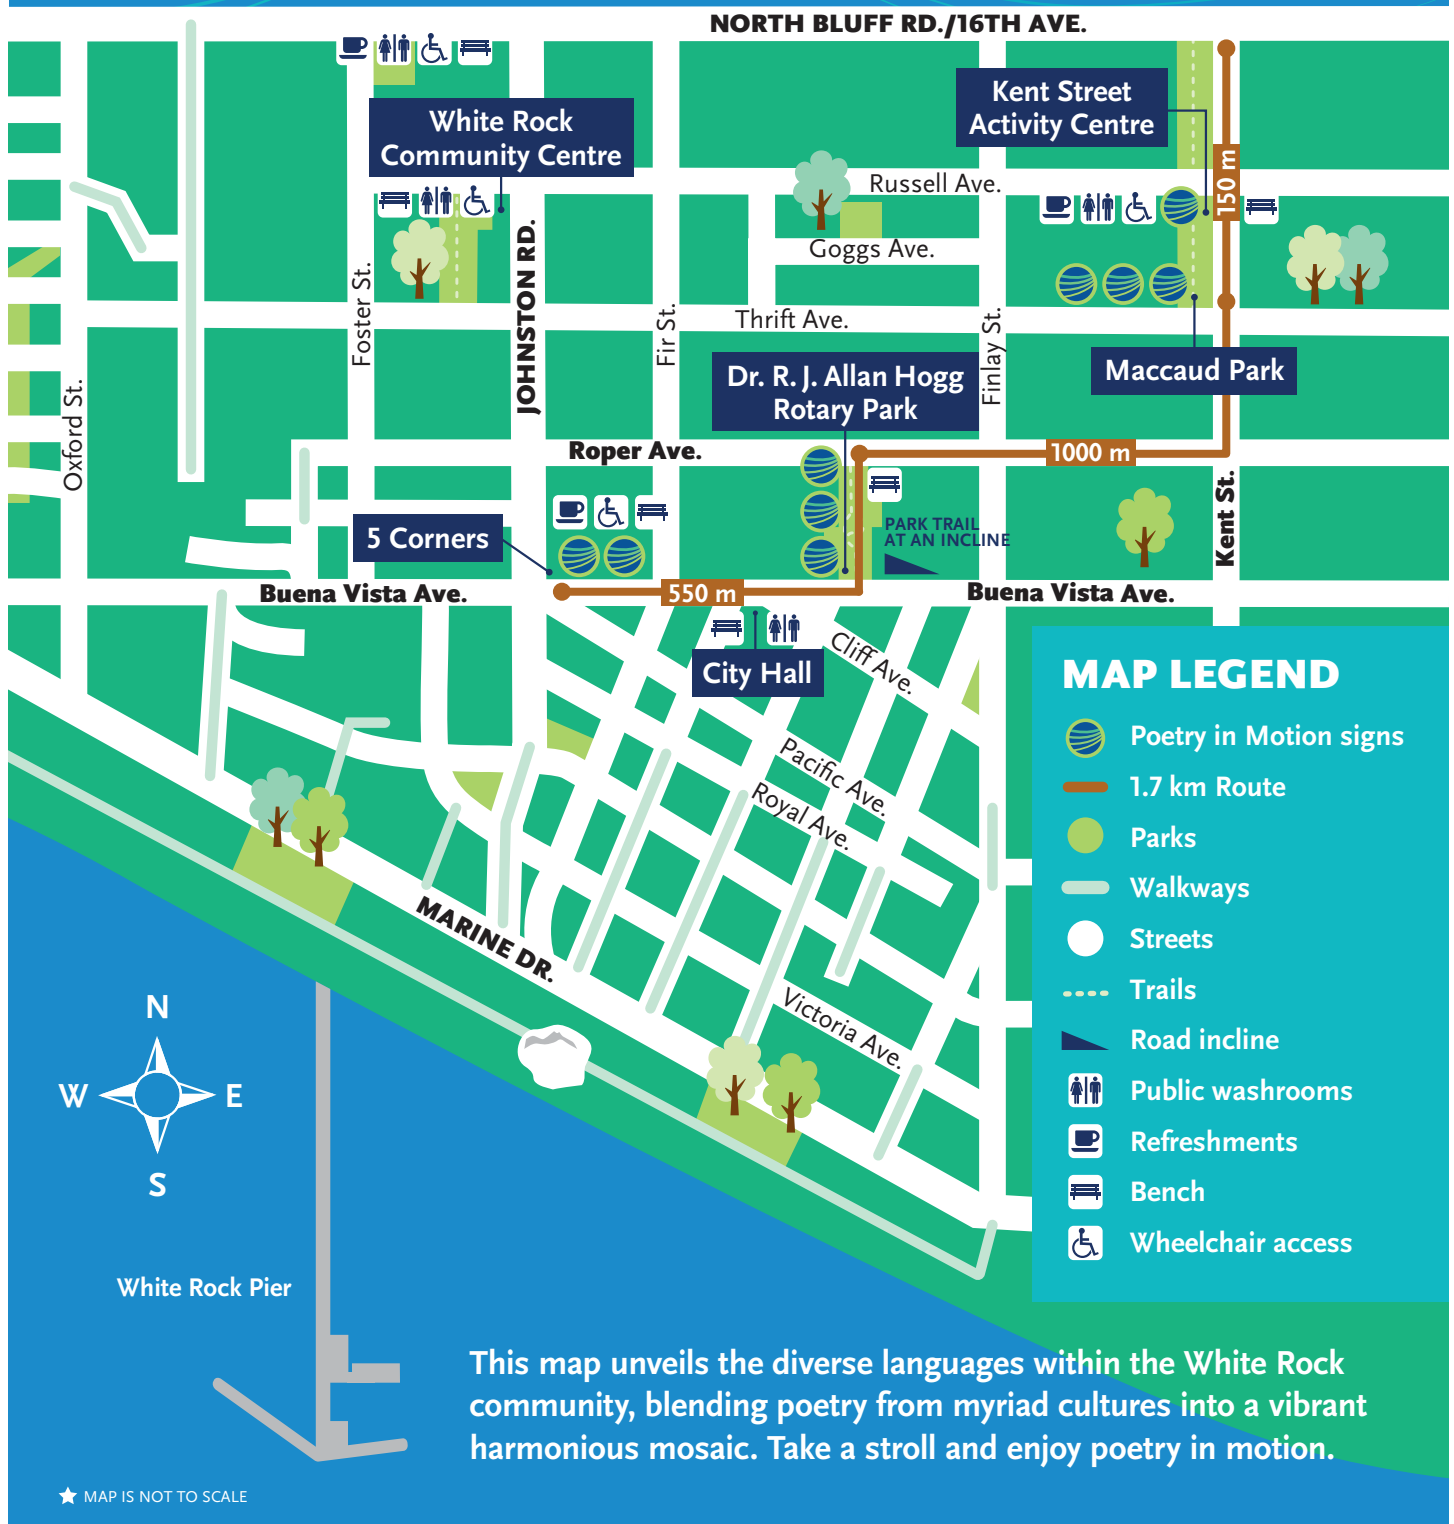 NORTH BLUFF RD./16TH AVE.
Kent Street
Activity Centre
White Rock
Community Centre
150 m
Russell Ave.
Goggs Ave.
JOHNSTON RD.
Foster St.
Fir St.
Thrift Ave.
Finlay St.
Dr. R. J. Allan Hogg
Rotary Park
Maccaud Park
Oxford St.
Roper Ave.
1000 m
Kent St.
5 Corners
PARK TRAIL
AT AN INCLINE
Buena Vista Ave.
550 m
Buena Vista Ave.
City Hall
Cliff Ave.
Pacific Ave.
Royal Ave.
MARINE DR.
Victoria Ave.
MAP LEGEND
Poetry in Motion signs
1.7 km Route
Parks
Walkways
Streets
Trails
Road incline
Public washrooms
Refreshments
Bench
Wheelchair access
N
W
E
S
White Rock Pier
This map unveils the diverse languages within the White Rock
community, blending poetry from myriad cultures into a vibrant
harmonious mosaic. Take a stroll and enjoy poetry in motion.
MAP IS NOT TO SCALE